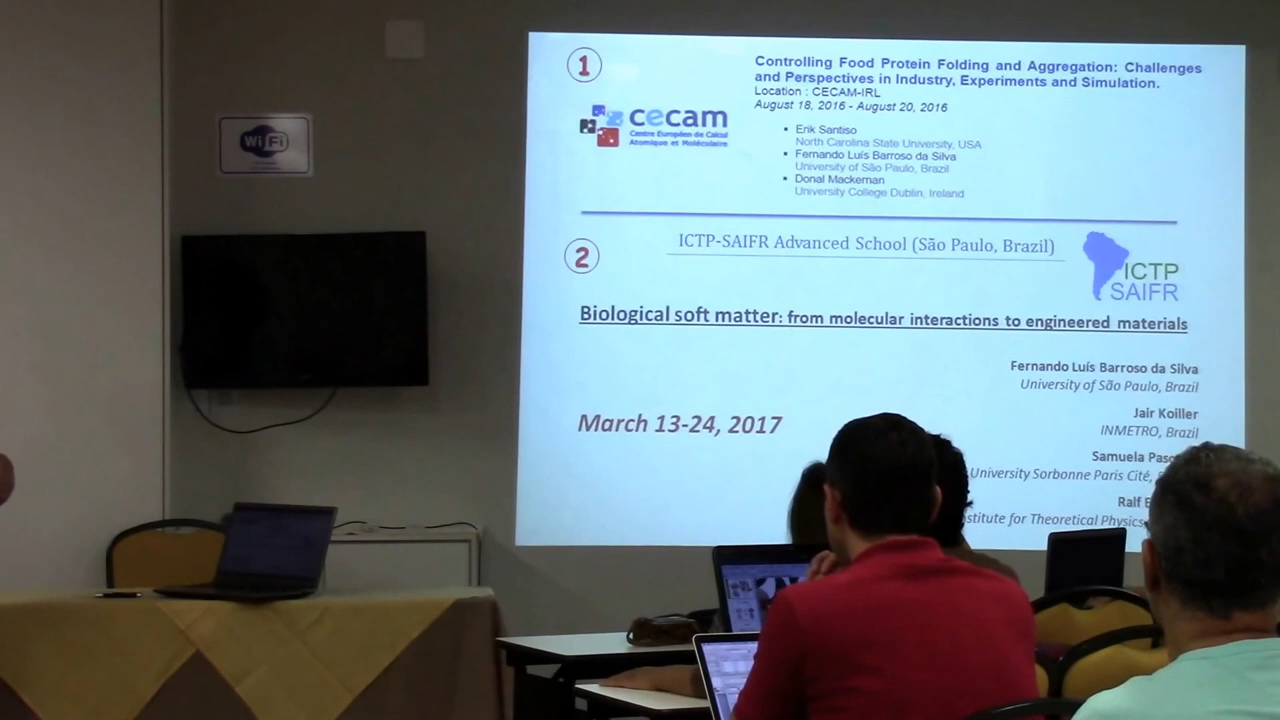 WiFi
1
Controlling Food Protein Folding and Aggregation: Challenges
and Perspectives in Industry, Experiments and Simulation.
Location : CECAM-IRL
August 18, 2016 - August 20, 2016
cecam
Centre Européen de Calcul
Atomique et Moléculaire
• Erik Santiso
North Carolina State University, USA
• Fernando Luís Barroso da Silva
University of São Paulo, Brazil
• Donal Mackernan
University College Dublin, Ireland
2
ICTP-SAIFR Advanced School (São Paulo, Brazil)
ICTP
SAIFR
Biological soft matter: from molecular interactions to engineered materials
Fernando Luís Barroso da Silva
University of São Paulo, Brazil
March 13-24, 2017
Jair Koiller
INMETRO, Brazil
Samuela
University Sorbonne Paris Cité,
Ralf
for Theoretical Physics